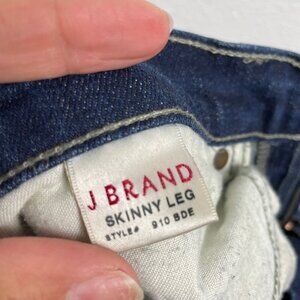 J BRAND
SKINNY LEG
STYLE# 910 BDE